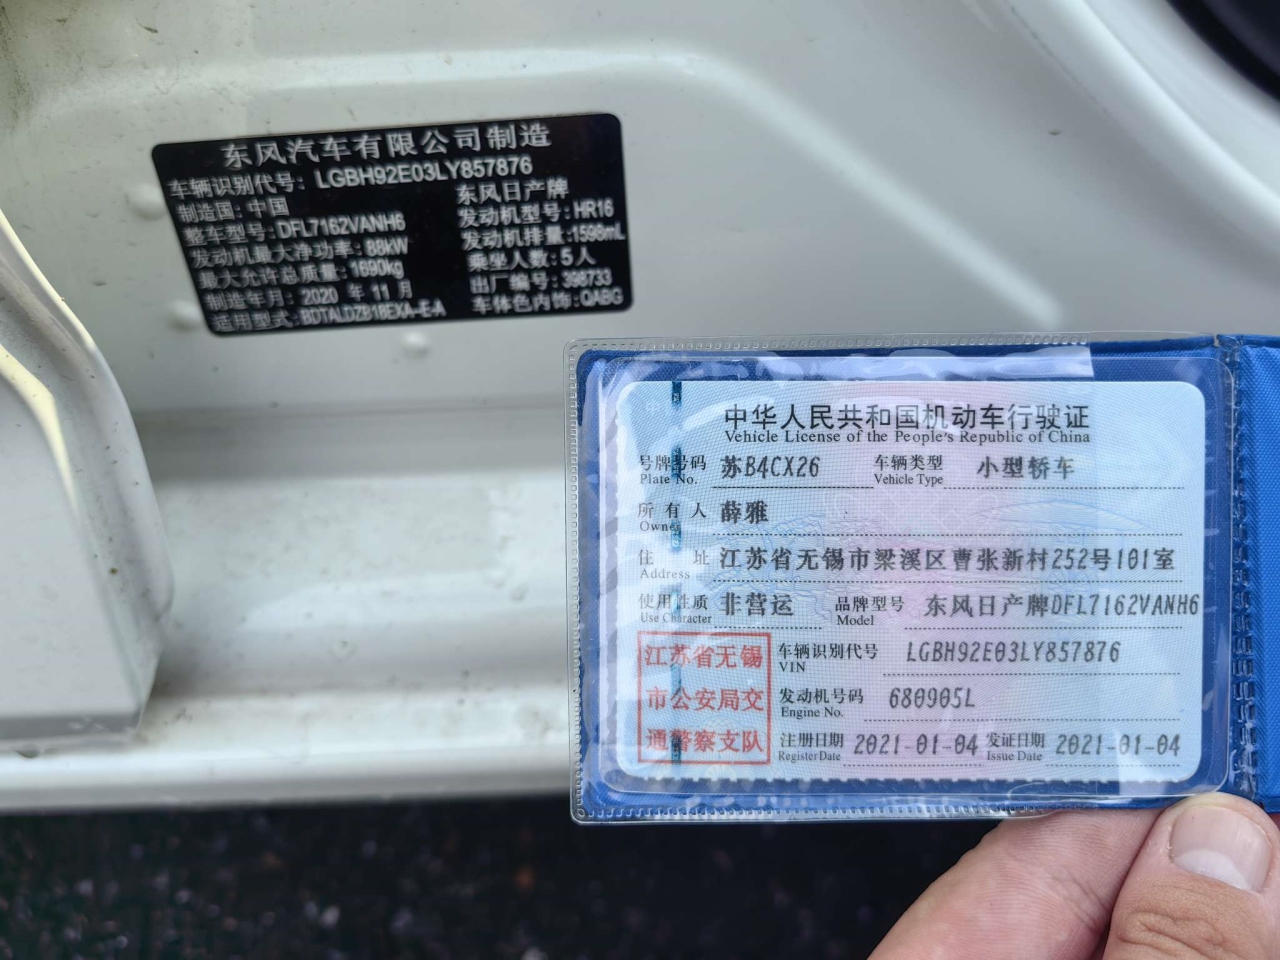 东风汽车有限公司制造
车辆识别代号: LGBH92E03LY857876
制造国: 中国 东风日产牌
整车型号: DFL7162VANH6 发动机型号: HR16
发动机最大净功率: 88kW 发动机排量: 1598mL
最大允许总质量: 1690kg 乘坐人数: 5人
制造年月: 2020 年 11 月 出厂编号: 398733
适用型式: BDTALDZB18EXA-E-A 车体色内饰: QABG
中华人民共和国机动车行驶证
Vehicle License of the People's Republic of China
号牌号码 苏B4CX26 车辆类型 小型轿车
Plate No. Vehicle Type
所有人 薛雅
Owner
住址 江苏省无锡市梁溪区曹张新村252号101室
Address
使用性质 非营运 品牌型号 东风日产牌DFL7162VANH6
Use Character Model
江苏省无锡
市公安局交
通警察支队
车辆识别代号 LGBH92E03LY857876
VIN
发动机号码 680905L
Engine No.
注册日期 2021-01-04 发证日期 2021-01-04
Register Date Issue Date